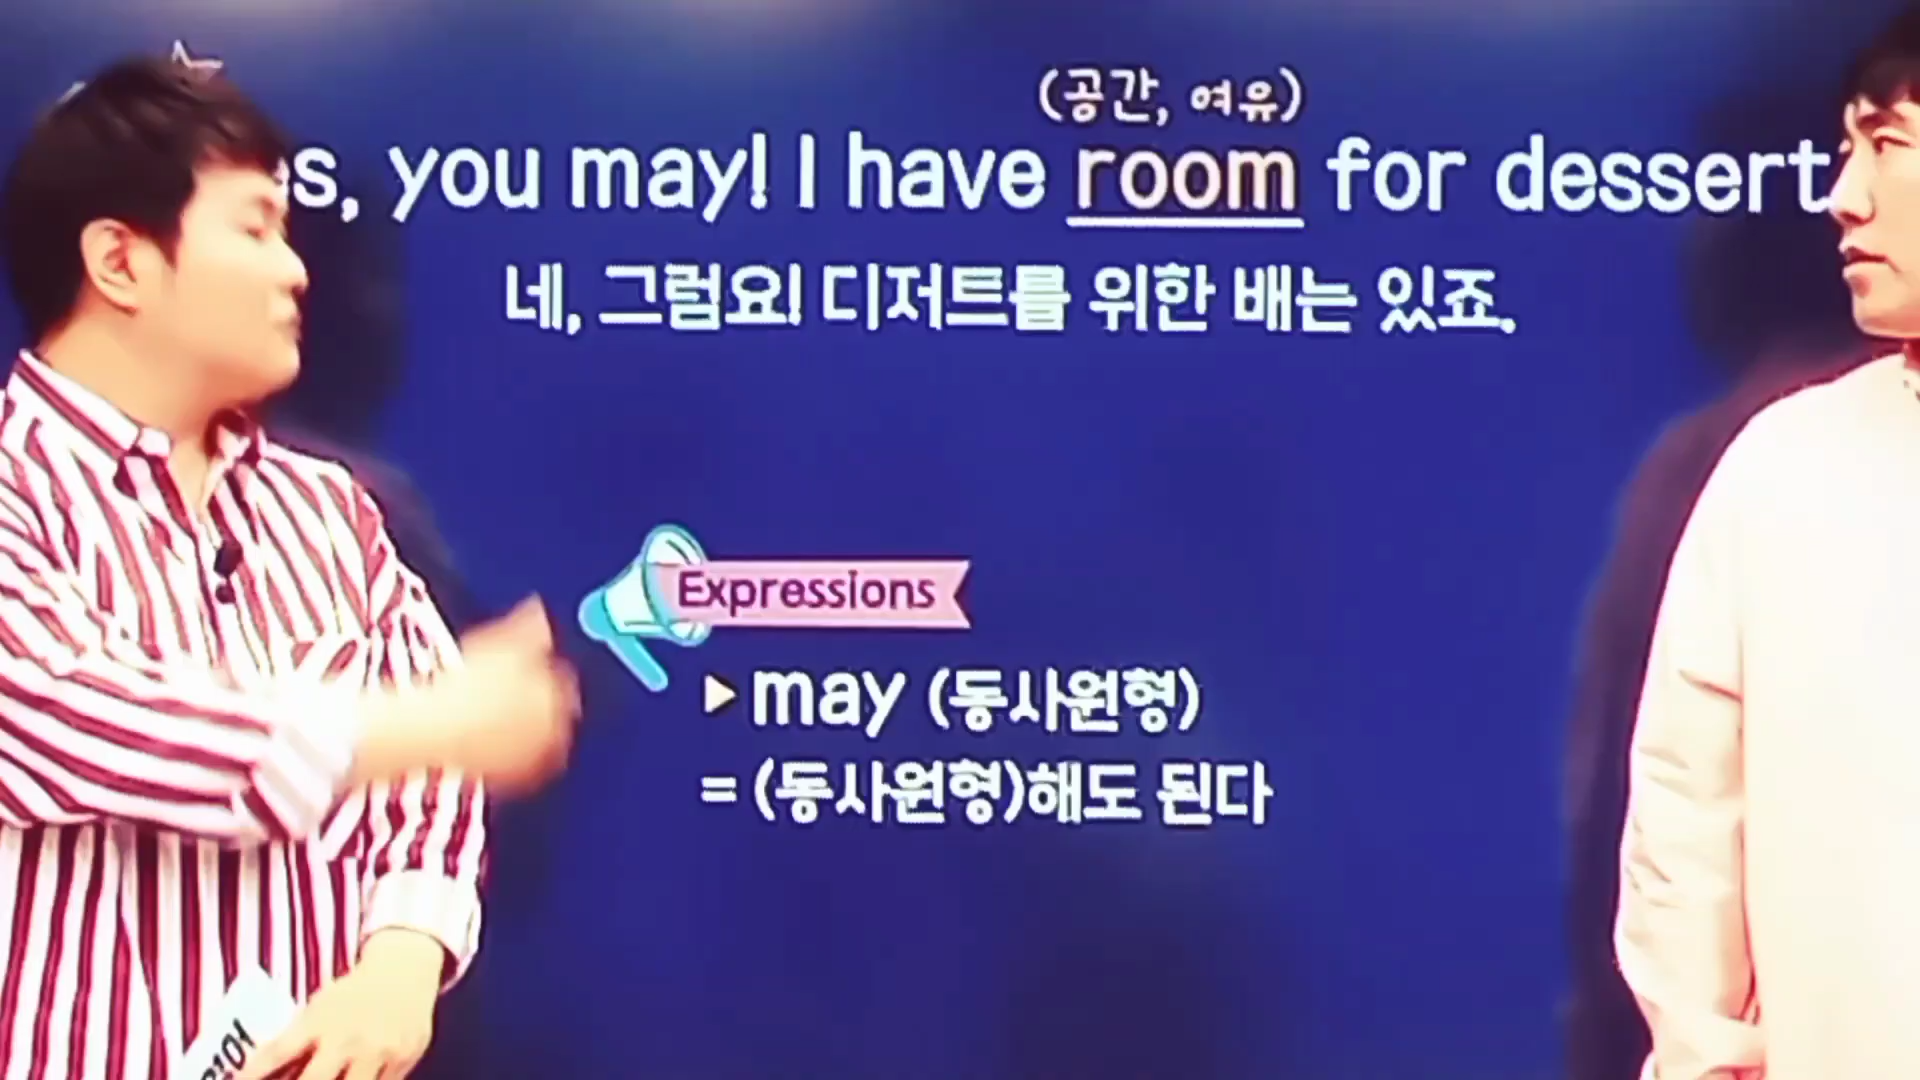 (공간, 여유)
s, you may! I have room for dessert
네, 그럼요! 디저트를 위한 배는 있죠.
Expressions
▶ may (동사원형)
= (동사원형)해도 된다